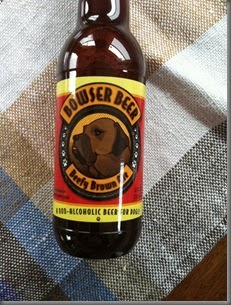 BOWSER BEER
Beefy Brown Ale
A NON-ALCOHOLIC BEER FOR DOGS